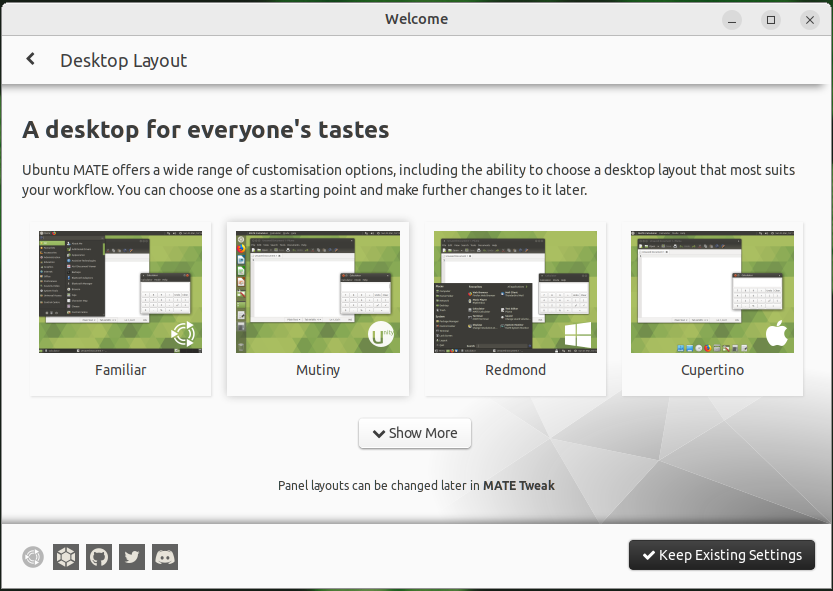 Welcome
Desktop Layout
A desktop for everyone's tastes
Ubuntu MATE offers a wide range of customisation options, including the ability to choose a desktop layout that most suits
your workflow. You can choose one as a starting point and make further changes to it later.
Familiar
Mutiny
Redmond
Cupertino
Show More
Panel layouts can be changed later in MATE Tweak
Keep Existing Settings